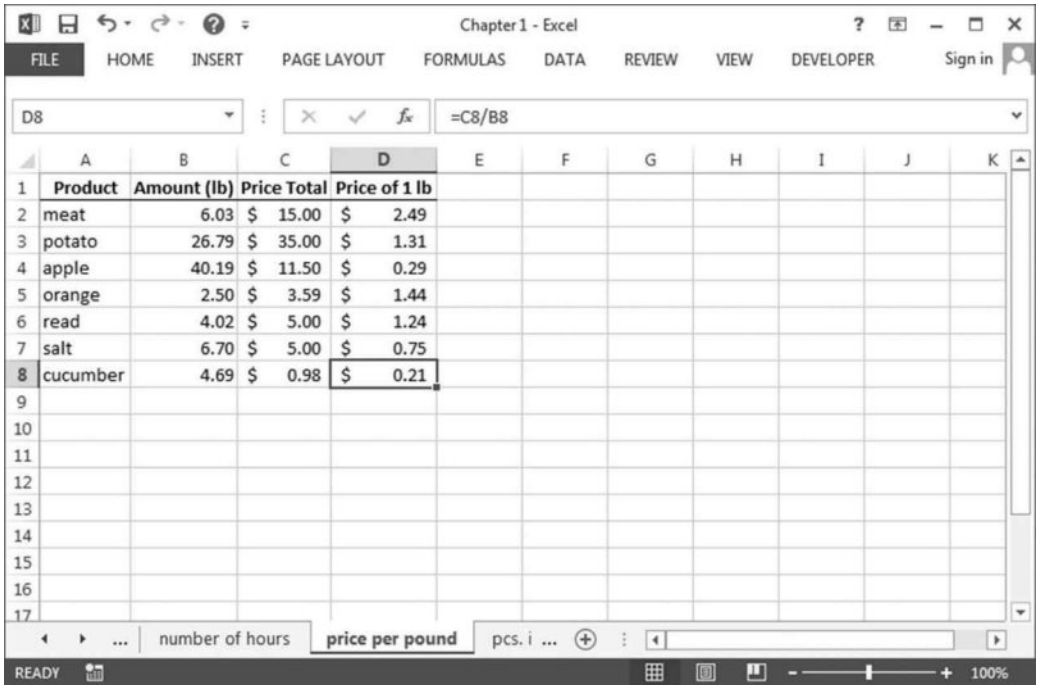 Chapter 1 - Excel
FILE HOME INSERT PAGE LAYOUT FORMULAS DATA REVIEW VIEW DEVELOPER Sign in
D8 fx =C8/B8
A B C D E F G H I J K
1 Product Amount (lb) Price Total Price of 1 lb
2 meat 6.03 $ 15.00 $ 2.49
3 potato 26.79 $ 35.00 $ 1.31
4 apple 40.19 $ 11.50 $ 0.29
5 orange 2.50 $ 3.59 $ 1.44
6 read 4.02 $ 5.00 $ 1.24
7 salt 6.70 $ 5.00 $ 0.75
8 cucumber 4.69 $ 0.98 $ 0.21
9
10
11
12
13
14
15
16
17
... number of hours price per pound pcs. i ...
READY 100%